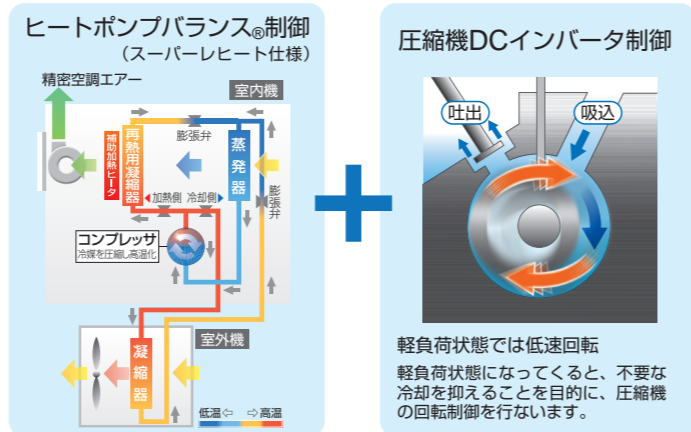 ヒートポンプバランス®制御
（スーパーレヒート仕様）
精密空調エアー
室内機
膨張弁
補助加熱ヒータ
再熱用凝縮器
蒸発器
膨張弁
加熱側 冷却側
コンプレッサ
冷媒を圧縮し高温化
室外機
凝縮器
低温⇦ ⇨高温
+
圧縮機DCインバータ制御
吐出
吸込
軽負荷状態では低速回転
軽負荷状態になってくると、不要な
冷却を抑えることを目的に、圧縮機
の回転制御を行ないます。